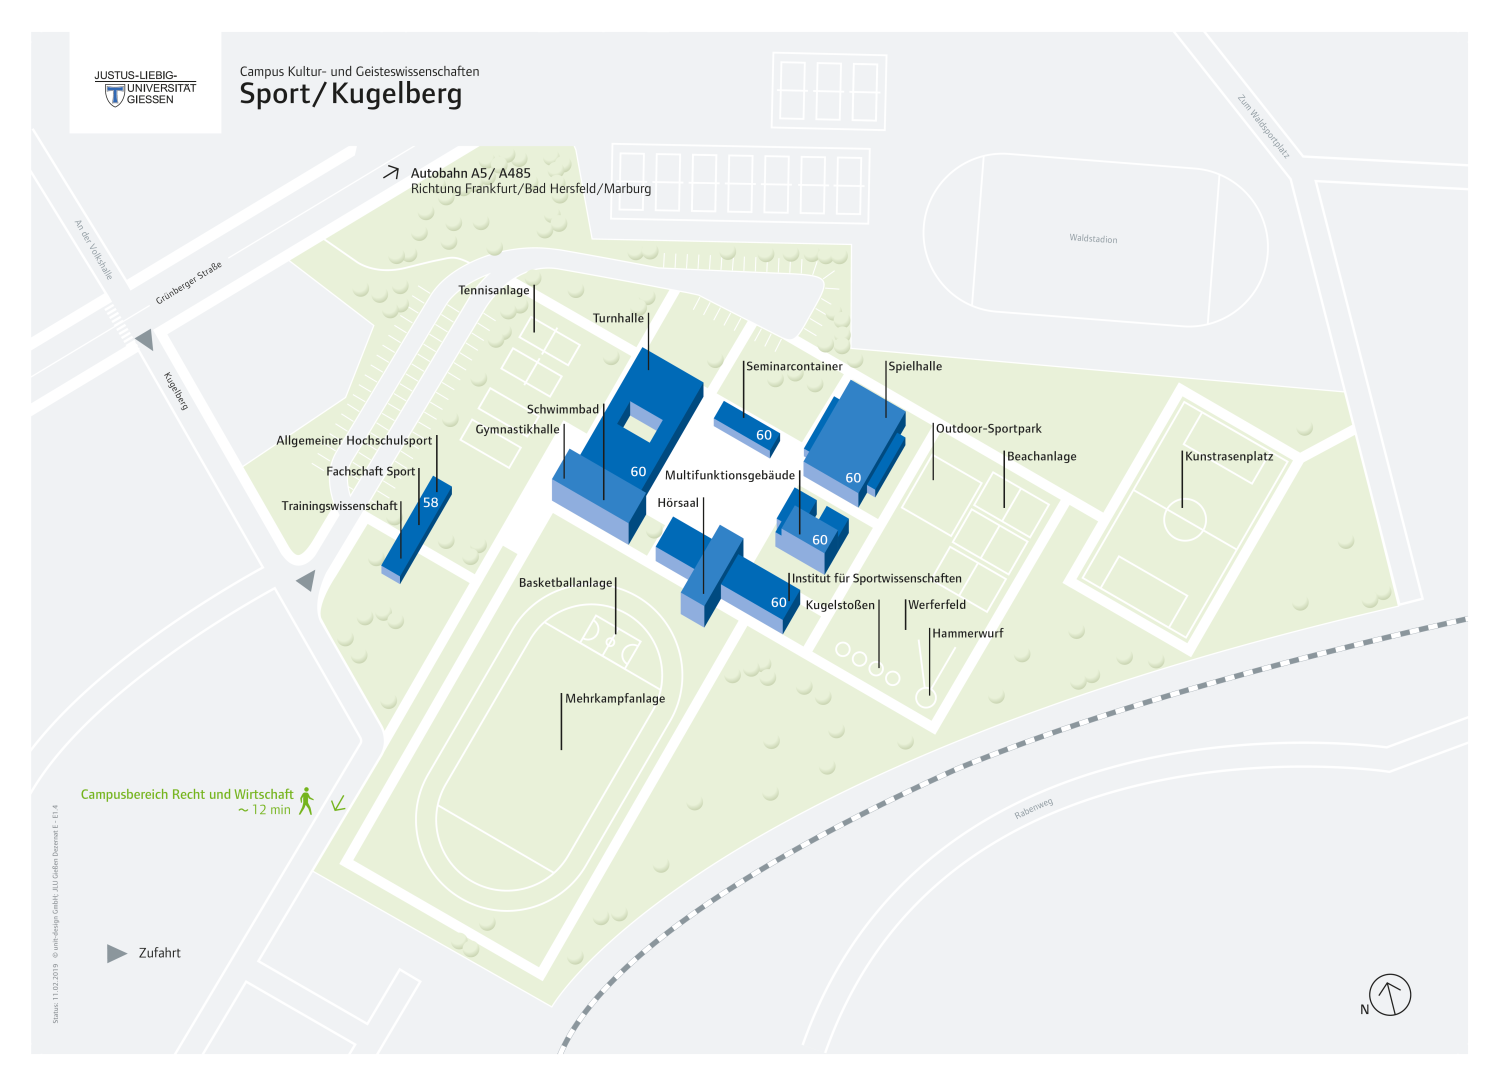 JUSTUS-LIEBIG-
UNIVERSITÄT
GIESSEN
Campus Kultur- und Geisteswissenschaften
Sport/Kugelberg
Autobahn A5/ A485
Richtung Frankfurt/Bad Hersfeld/Marburg
Zum Waldsportplatz
Waldstadion
An der Volkshalle
Grünberger Straße
Kugelberg
Tennisanlage
Turnhalle
Seminarcontainer
Spielhalle
Schwimmbad
Gymnastikhalle
Outdoor-Sportpark
Allgemeiner Hochschulsport
Beachanlage
Kunstrasenplatz
Fachschaft Sport
Multifunktionsgebäude
Trainingswissenschaft
Hörsaal
60
60
60
58
60
60
Institut für Sportwissenschaften
Basketballanlage
Kugelstoßen
Werferfeld
Hammerwurf
Mehrkampfanlage
Campusbereich Recht und Wirtschaft
~ 12 min
Rabenweg
Zufahrt
N
Status: 11.02.2019 © unit-design GmbH; JLU Gießen Dezernat E - E1.4